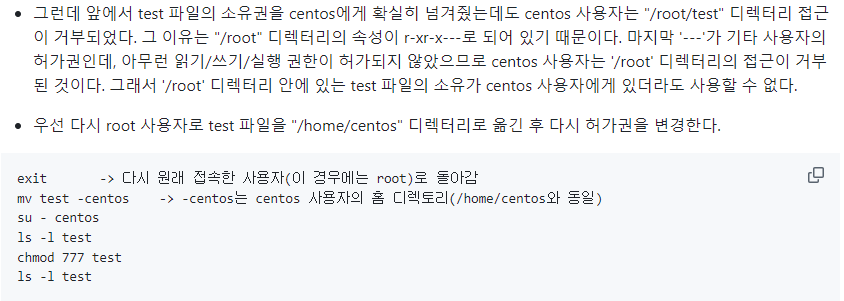 • 그런데 앞에서 test 파일의 소유권을 centos에게 확실히 넘겨줬는데도 centos 사용자는 "/root/test" 디렉터리 접근
이 거부되었다. 그 이유는 "/root" 디렉터리의 속성이 r-xr-x---로 되어 있기 때문이다. 마지막 '---'가 기타 사용자의
허가권인데, 아무런 읽기/쓰기/실행 권한이 허가되지 않았으므로 centos 사용자는 '/root' 디렉터리의 접근이 거부
된 것이다. 그래서 '/root' 디렉터리 안에 있는 test 파일의 소유가 centos 사용자에게 있더라도 사용할 수 없다.
• 우선 다시 root 사용자로 test 파일을 "/home/centos" 디렉터리로 옮긴 후 다시 허가권을 변경한다.
exit -> 다시 원래 접속한 사용자(이 경우에는 root)로 돌아감
mv test -centos -> -centos는 centos 사용자의 홈 디렉토리(/home/centos와 동일)
su - centos
ls -l test
chmod 777 test
ls -l test